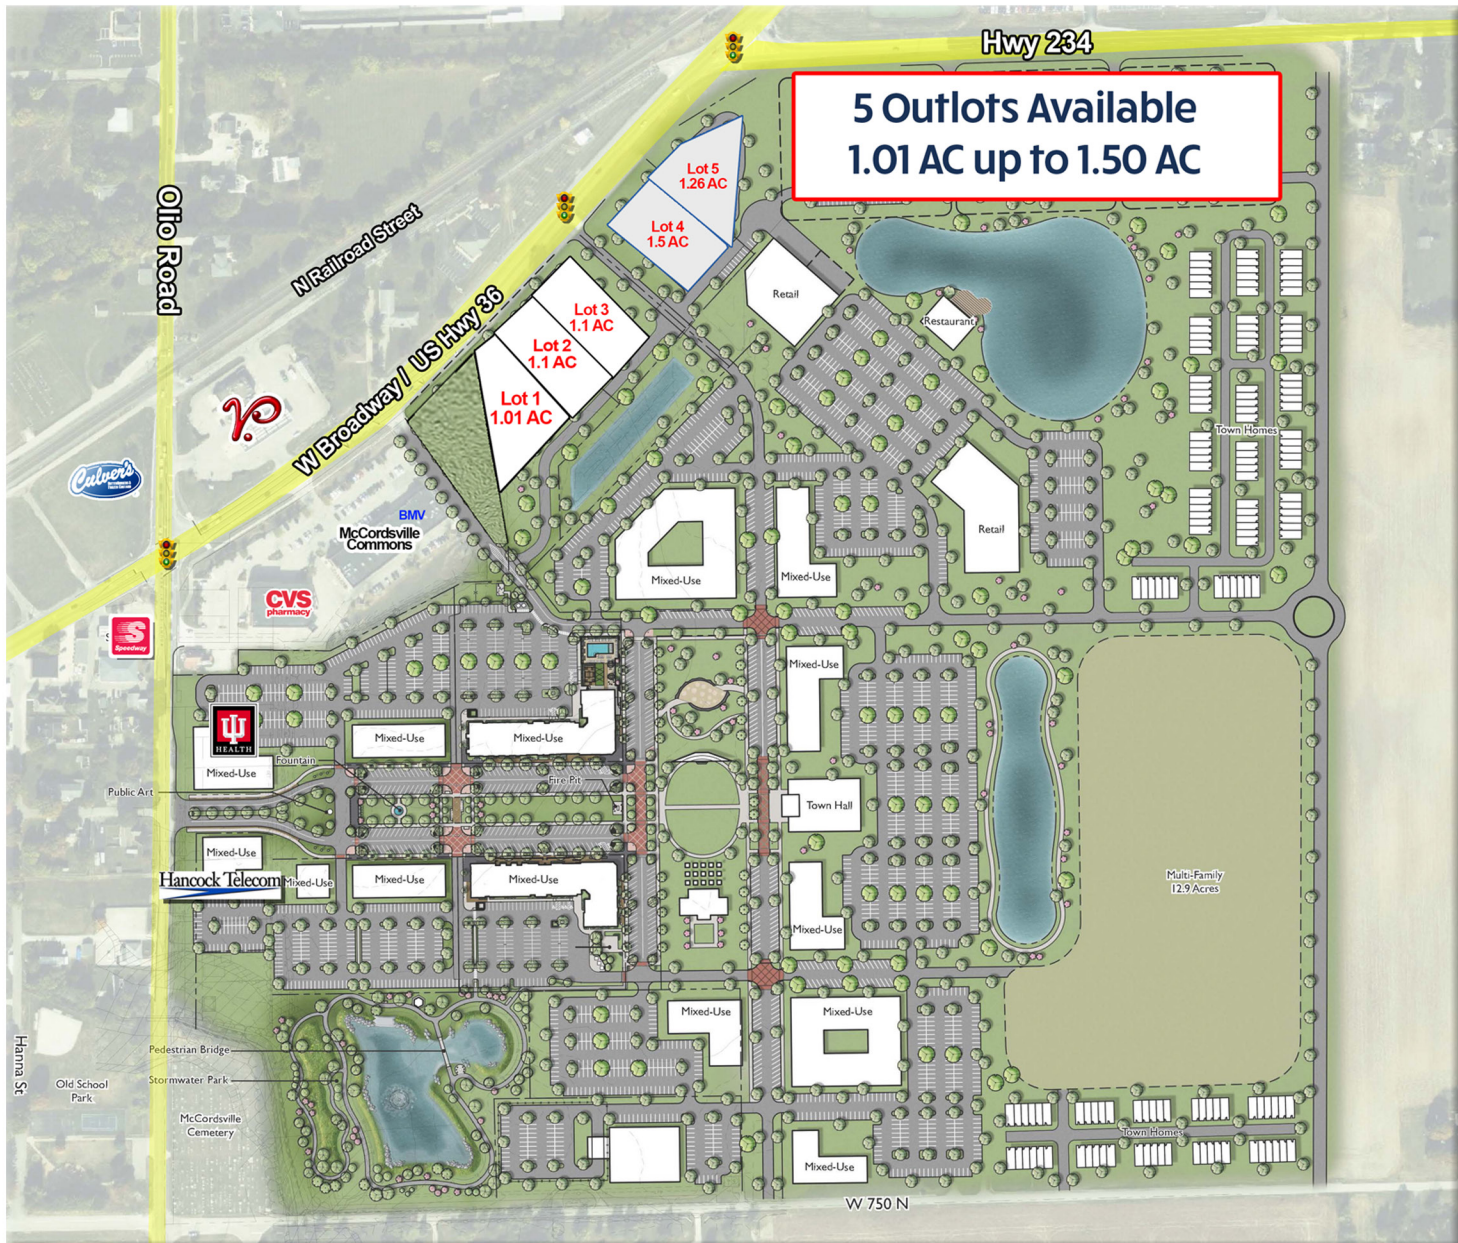 Hwy 234
5 Outlots Available
1.01 AC up to 1.50 AC
Olio Road
N Railroad Street
W Broadway / US Hwy 36
Lot 5
1.26 AC
Lot 4
1.5 AC
Lot 3
1.1 AC
Lot 2
1.1 AC
Lot 1
1.01 AC
Retail
Restaurant
Town Homes
Culver's
BMV
McCordsville
Commons
CVS
pharmacy
S
Speedway
Retail
Mixed-Use
Mixed-Use
Mixed-Use
HEALTH
Mixed-Use
Mixed-Use
Mixed-Use
Fountain
Fire Pit
Public Art
Town Hall
Mixed-Use
Hancock Telecom
Mixed-Use
Mixed-Use
Mixed-Use
Multi-Family
12.9 Acres
Mixed-Use
Mixed-Use
Mixed-Use
Pedestrian Bridge
Stormwater Park
Hanna St
Old School
Park
McCordsville
Cemetery
Town Homes
Mixed-Use
W 750 N